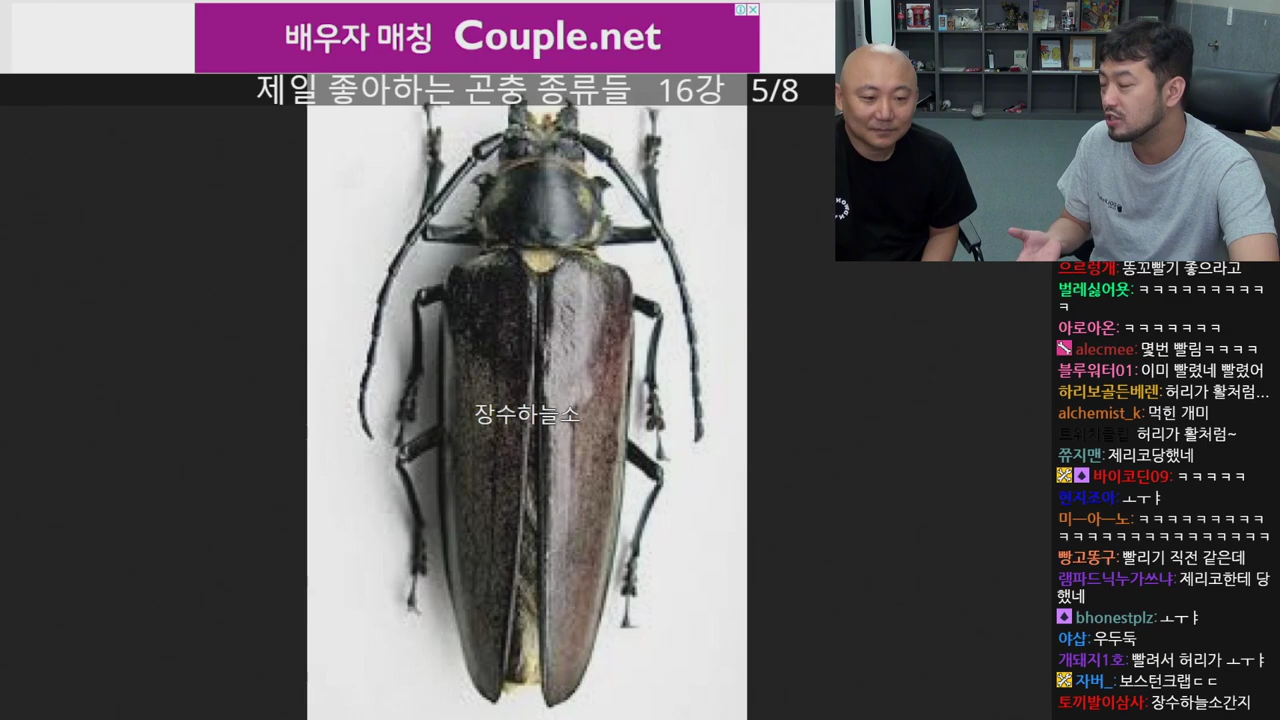 배우자 매칭 Couple.net
제일 좋아하는 곤충 종류들 16강 5/8
장수하늘소
으르렁개: 똥꼬빨기 좋으라고
벌레싫어욧: ㅋㅋㅋㅋㅋㅋㅋㅋㅋ
ㅋ
아로아온: ㅋㅋㅋㅋㅋㅋㅋ
alecmee: 몇번 빨림ㅋㅋㅋㅋ
블루워터01: 이미 빨렸네 빨렸어
하리보골든베렌: 허리가 활처럼...
alchemist_k: 먹힌 개미
허리가 활처럼~
쮸지맨: 제리코당했네
바이코딘09: ㅋㅋㅋㅋㅋ
현지조아: ㅗㅜㅑ
미—아—노: ㅋㅋㅋㅋㅋㅋㅋㅋㅋ
ㅋㅋㅋㅋㅋㅋㅋㅋㅋㅋㅋㅋㅋㅋㅋ
빵고똥구: 빨리기 직전 같은데
램파드닉누가쓰냐: 제리코한테 당
했네
bhonestplz: ㅗㅜㅑ
야삽: 우두둑
개돼지1호: 빨려서 허리가 ㅗㅜㅑ
자버_: 보스턴크랩ㄷㄷ
토끼발이삼사: 장수하늘소간지